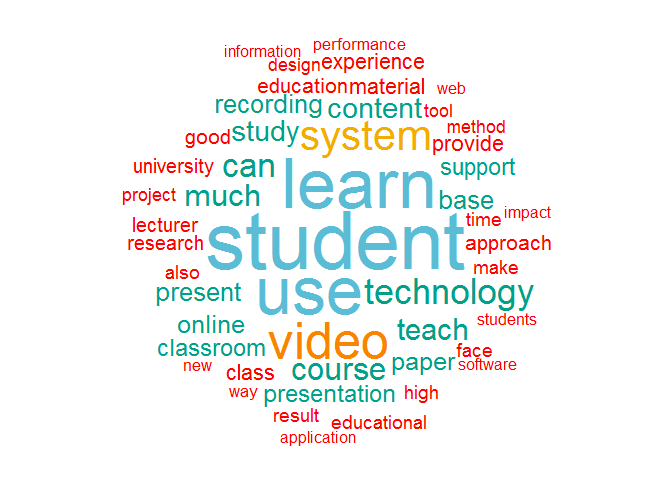 performance
information
design experience
education material web
recording content tool
good study system method
provide
university can learn support
project much base
time impact
lecturer student
research approach
also make
present use technology
online students
classroom video teach
paper face
new class course software
way presentation high
result educational
application